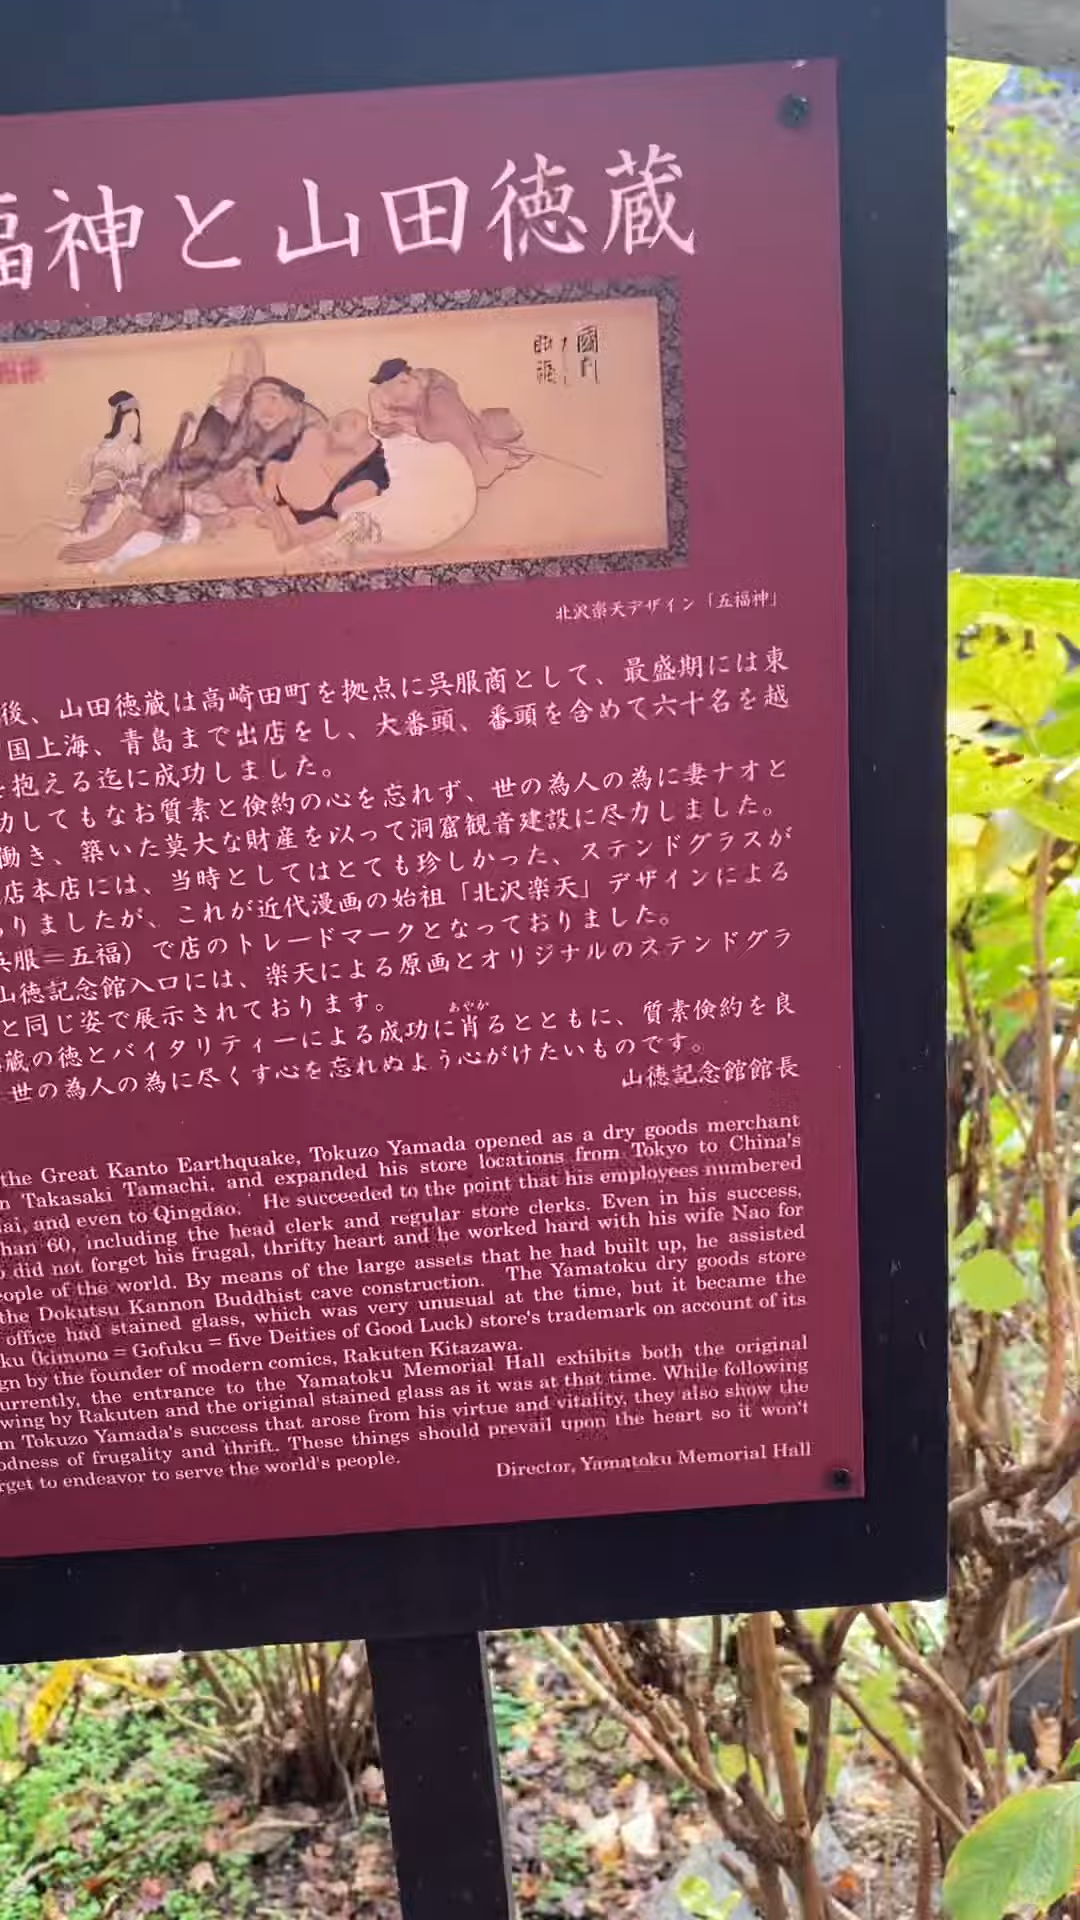 福神と山田徳蔵
北沢楽天デザイン「五福神」
後、山田徳蔵は高崎田町を拠点に呉服商として、最盛期には東
国上海、青島まで出店をし、大番頭、番頭を含めて六十名を越
を抱える迄に成功しました。
功してもなお質素と倹約の心を忘れず、世の為人の為に妻ナオと
働き、築いた莫大な財産を以って洞窟観音建設に尽力しました。
店本店には、当時としてはとても珍しかった、ステンドグラスが
ありましたが、これが近代漫画の始祖「北沢楽天」デザインによる
呉服＝五福）で店のトレードマークとなっておりました。
山徳記念館入口には、楽天による原画とオリジナルのステンドグラ
と同じ姿で展示されております。
蔵の徳とバイタリティーによる成功に肖るとともに、質素倹約を良
世の為人の為に尽くす心を忘れぬよう心がけたいものです。
山徳記念館館長
the Great Kanto Earthquake, Tokuzo Yamada opened as a dry goods merchant
n Takasaki Tamachi, and expanded his store locations from Tokyo to China's
ai, and even to Qingdao. He succeeded to the point that his employees numbered
han 60, including the head clerk and regular store clerks. Even in his success,
o did not forget his frugal, thrifty heart and he worked hard with his wife Nao for
eople of the world. By means of the large assets that he had built up, he assisted
the Dokutsu Kannon Buddhist cave construction. The Yamatoku dry goods store
office had stained glass, which was very unusual at the time, but it became the
ku (kimono = Gofuku = five Deities of Good Luck) store's trademark on account of its
gn by the founder of modern comics, Rakuten Kitazawa.
urrently, the entrance to the Yamatoku Memorial Hall exhibits both the original
wing by Rakuten and the original stained glass as it was at that time. While following
m Tokuzo Yamada's success that arose from his virtue and vitality, they also show the
odness of frugality and thrift. These things should prevail upon the heart so it won't
rget to endeavor to serve the world's people.
Director, Yamatoku Memorial Hall